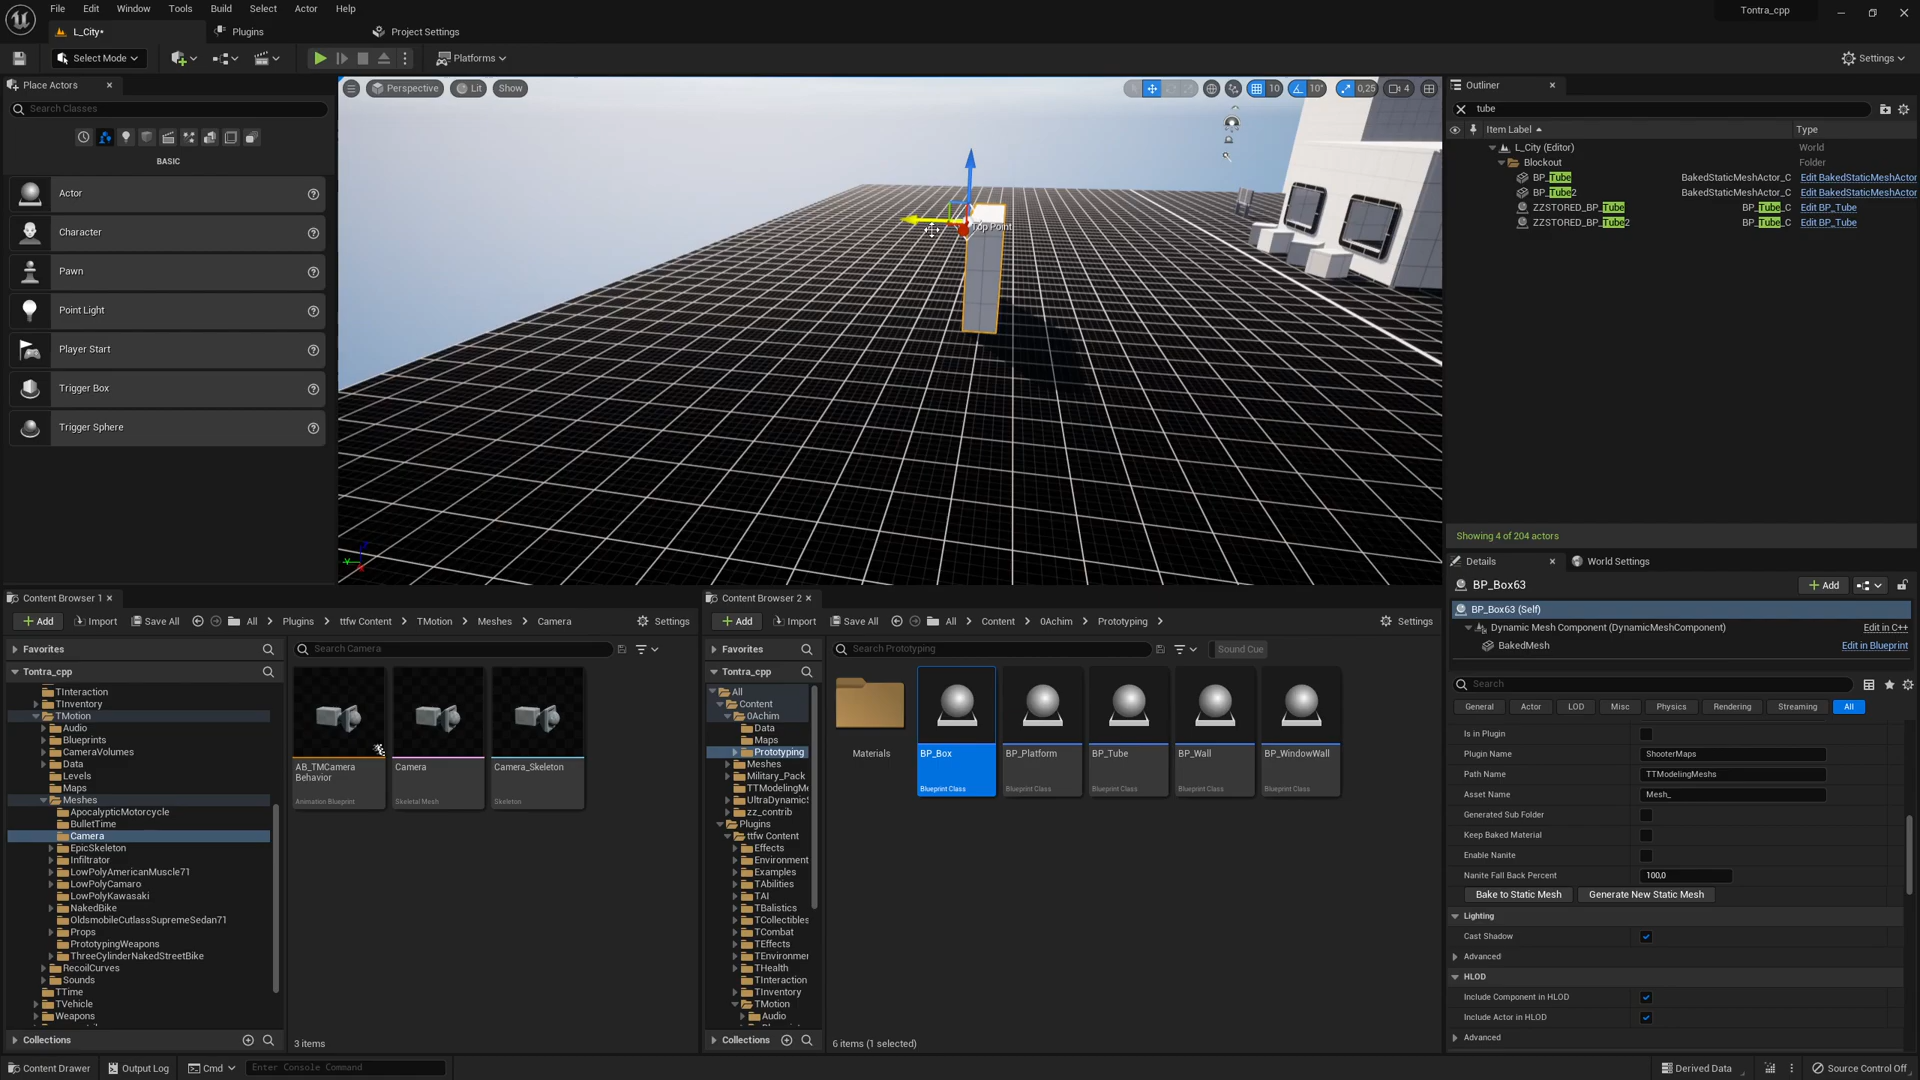 File Edit Window Tools Build Select Actor Help
Tontra_cpp
L_City*
Plugins
Project Settings
Select Mode
Platforms
Settings
Place Actors
Search Classes
BASIC
Actor
Character
Pawn
Point Light
Player Start
Trigger Box
Trigger Sphere
Perspective Lit Show
10 10° 0,25 4
Top Point
Outliner
tube
Item Label Type
L_City (Editor) World
Blockout Folder
BP_Tube BakedStaticMeshActor_C Edit BakedStaticMeshActor
BP_Tube2 BakedStaticMeshActor_C Edit BakedStaticMeshActor
ZZSTORED_BP_Tube BP_Tube_C Edit BP_Tube
ZZSTORED_BP_Tube2 BP_Tube_C Edit BP_Tube
Showing 4 of 204 actors
Details World Settings
BP_Box63
Add
BP_Box63 (Self)
Dynamic Mesh Component (DynamicMeshComponent) Edit in C++
BakedMesh Edit in Blueprint
Search
General Actor LOD Misc Physics Rendering Streaming All
Is in Plugin
Plugin Name ShooterMaps
Path Name TTModelingMeshs
Asset Name Mesh_
Generated Sub Folder
Keep Baked Material
Enable Nanite
Nanite Fall Back Percent 100,0
Bake to Static Mesh Generate New Static Mesh
Lighting
Cast Shadow
Advanced
HLOD
Include Component in HLOD
Include Actor in HLOD
Advanced
Content Browser 1
Add Import Save All All Plugins ttfw Content TMotion Meshes Camera Settings
Favorites
Search Camera
Tontra_cpp
TInteraction
TInventory
TMotion
Audio
Blueprints
CameraVolumes
Data
Levels
Maps
Meshes
ApocalypticMotorcycle
BulletTime
Camera
EpicSkeleton
Infiltrator
LowPolyAmericanMuscle71
LowPolyCamaro
LowPolyKawasaki
NakedBike
OldsmobileCutlassSupremeSedan71
Props
PrototypingWeapons
ThreeCylinderNakedStreetBike
RecoilCurves
Sounds
TTime
TVehicle
Weapons
Collections
AB_TMCamera
Behavior
Animation Blueprint
Camera
Skeletal Mesh
Camera_Skeleton
Skeleton
3 items
Content Browser 2
Add Import Save All All Content 0Achim Prototyping Settings
Favorites
Search Prototyping
Sound Cue
Tontra_cpp
All
Content
0Achim
Data
Maps
Prototyping
Meshes
Military_Pack
TTModelingMe
UltraDynamicS
zz_contrib
Plugins
ttfw Content
Effects
Environment
Examples
TAbilities
TAI
TBalistics
TCollectibles
TCombat
TEffects
TEnvironmer
THealth
TInteraction
TInventory
TMotion
Audio
Collections
Materials
BP_Box
Blueprint Class
BP_Platform
Blueprint Class
BP_Tube
Blueprint Class
BP_Wall
Blueprint Class
BP_WindowWall
Blueprint Class
6 items (1 selected)
Content Drawer Output Log Cmd Enter Console Command
Derived Data Source Control Off